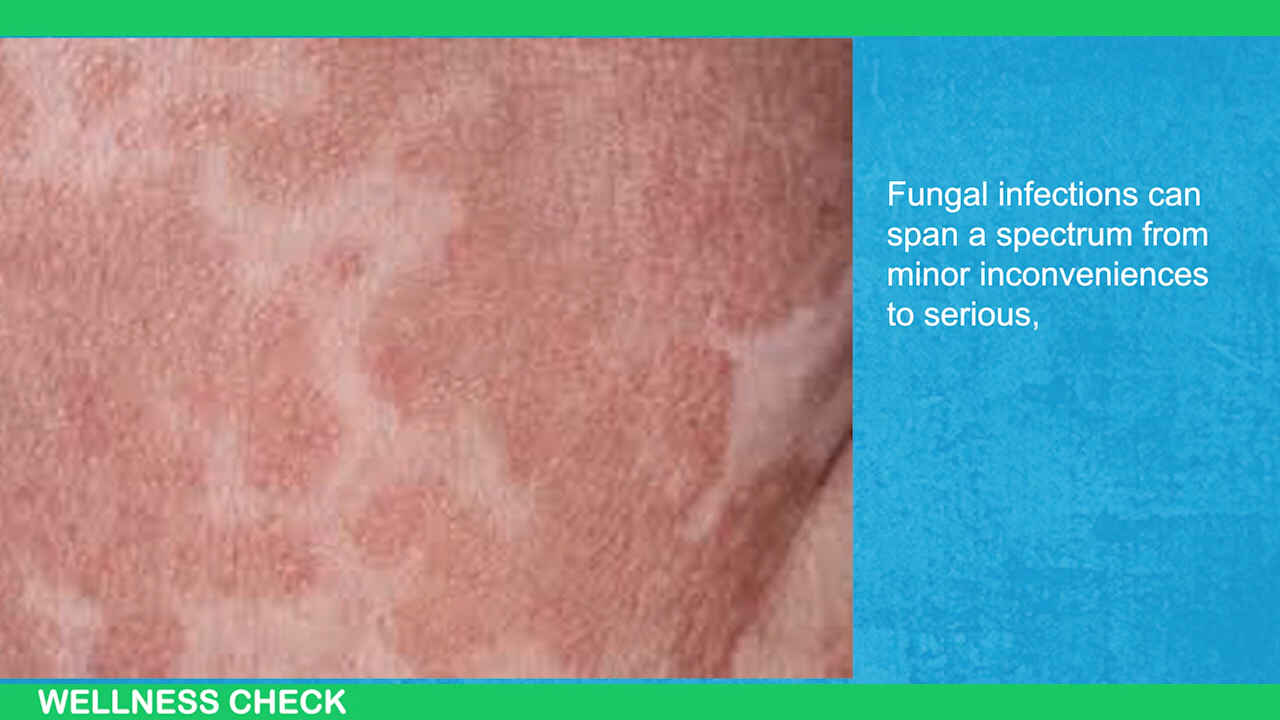 Fungal infections can
span a spectrum from
minor inconveniences
to serious,
WELLNESS CHECK